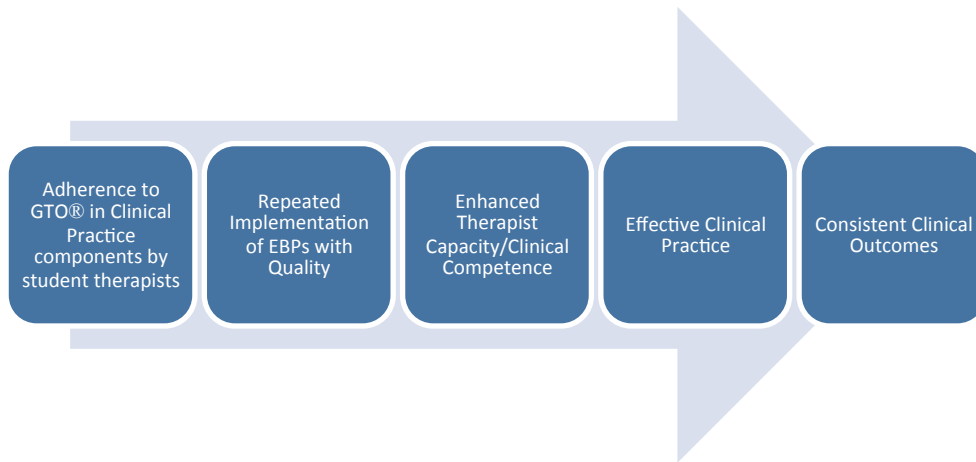 Adherence to
GTO® in Clinical
Practice
components by
student therapists
Repeated
Implementation
of EBPs with
Quality
Enhanced
Therapist
Capacity/Clinical
Competence
Effective Clinical
Practice
Consistent Clinical
Outcomes